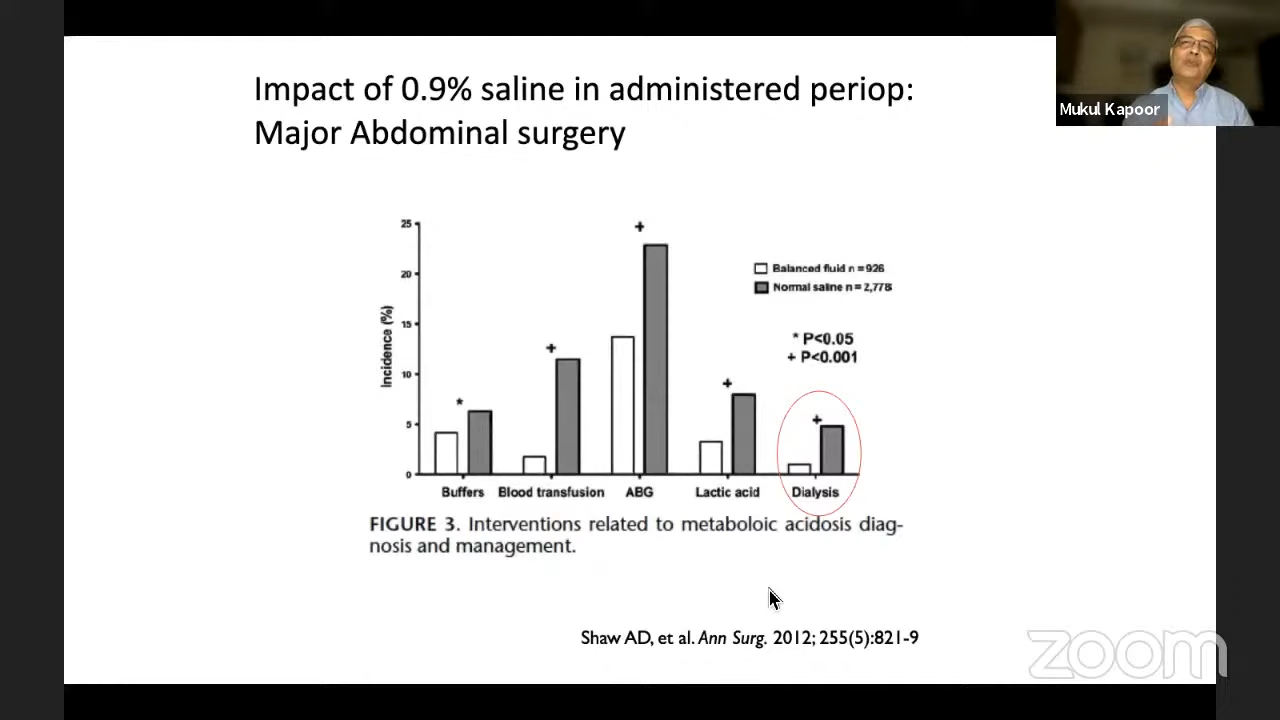 Impact of 0.9% saline in administered periop:
Major Abdominal surgery
Mukul Kapoor
Incidence (%)
25
20
15
10
5
0
*
+
+
+
+
Balanced fluid n = 926
Normal saline n = 2,778
* P<0.05
+ P<0.001
Buffers Blood transfusion ABG Lactic acid Dialysis
FIGURE 3. Interventions related to metaboloic acidosis diag-
nosis and management.
Shaw AD, et al. Ann Surg. 2012; 255(5):821-9
zoom